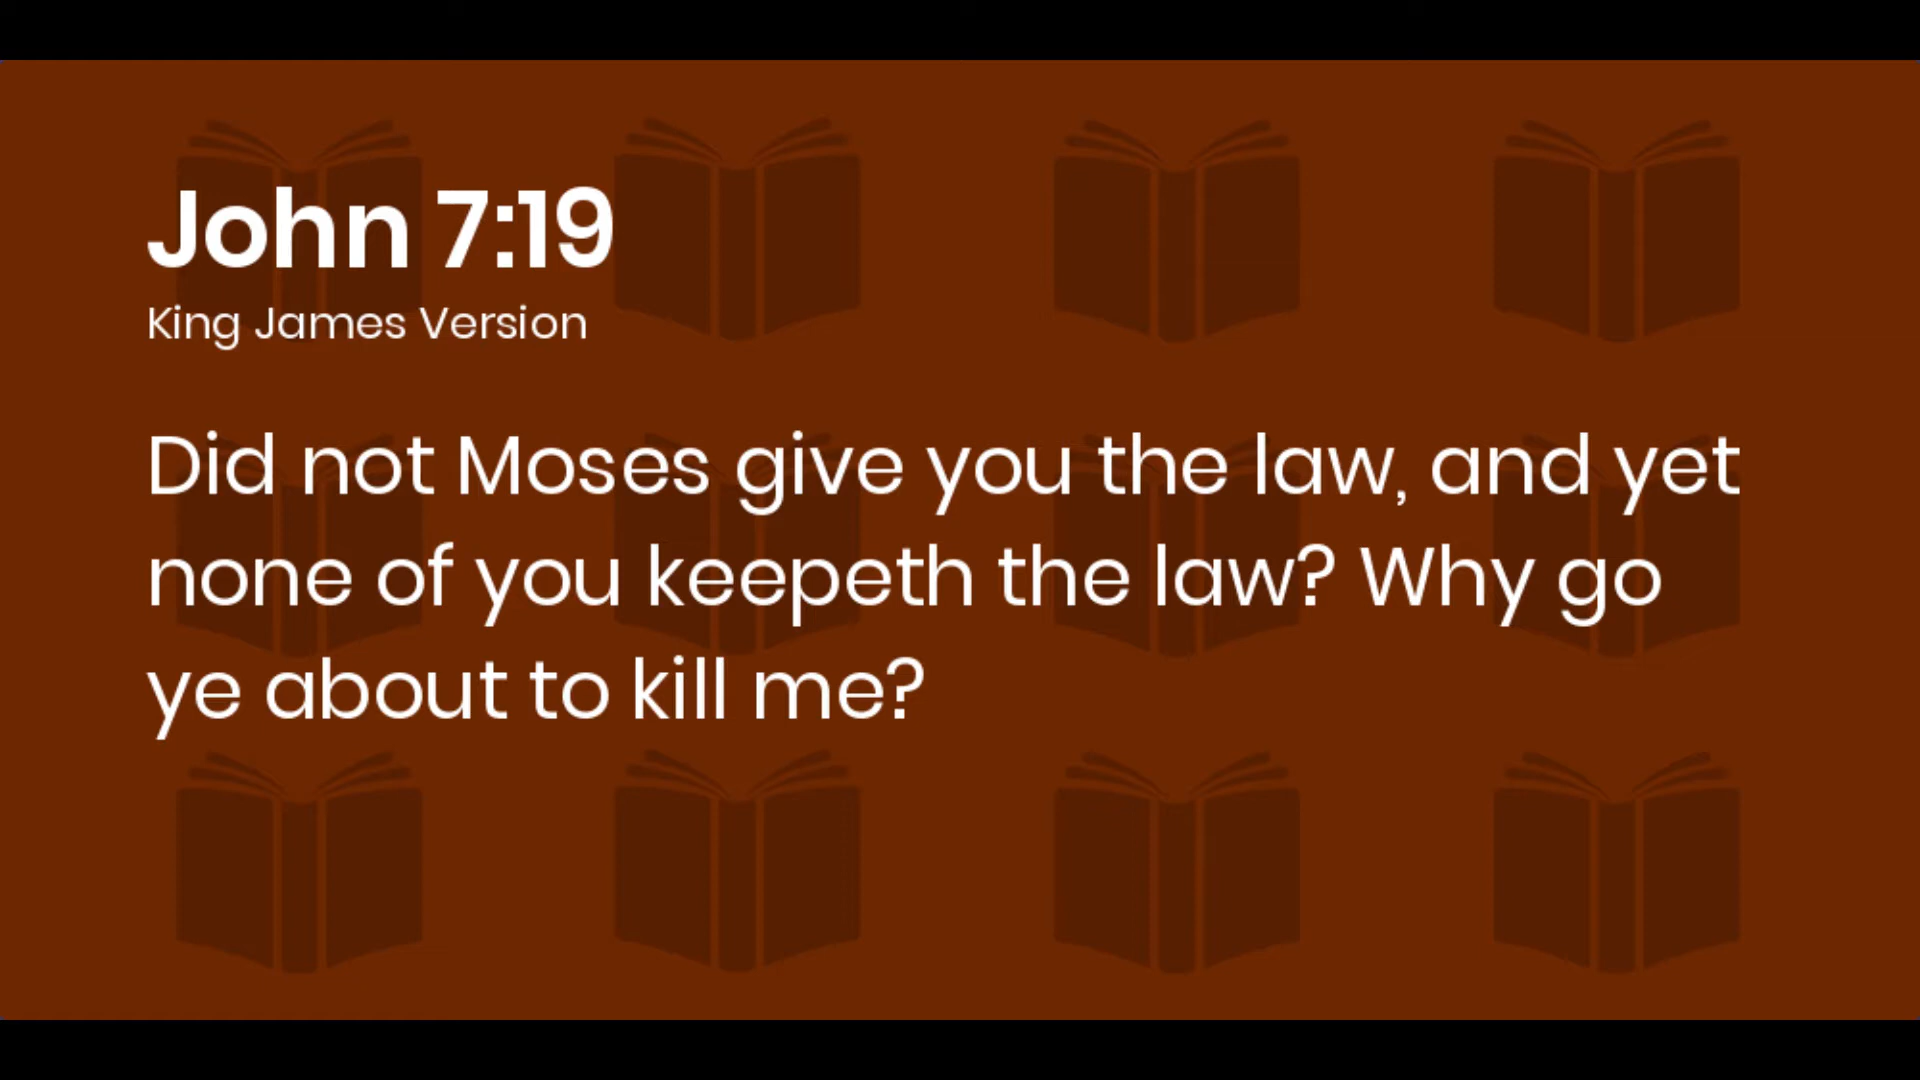 John 7:19
King James Version
Did not Moses give you the law, and yet
none of you keepeth the law? Why go
ye about to kill me?